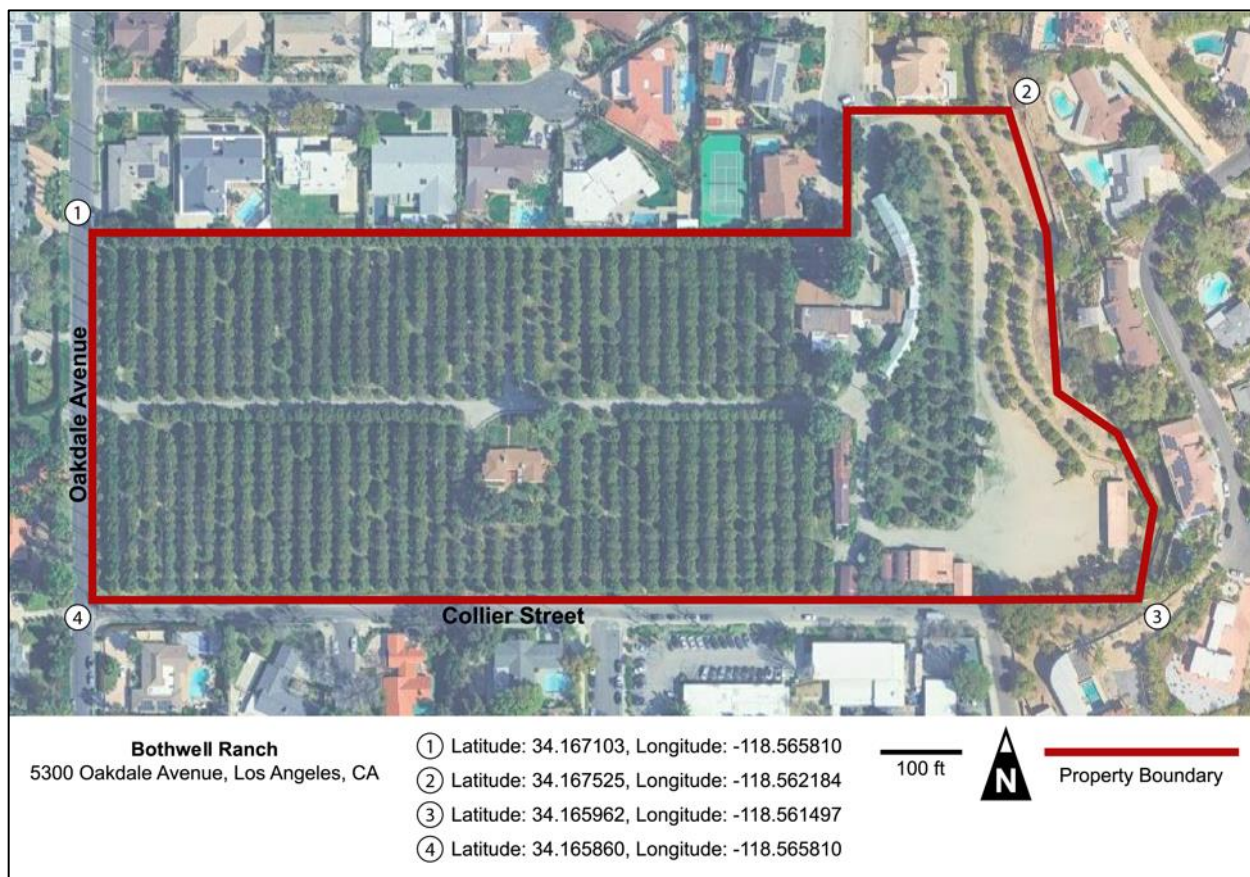 2
1
Oakdale Avenue
4
Collier Street
3
Bothwell Ranch
5300 Oakdale Avenue, Los Angeles, CA
1 Latitude: 34.167103, Longitude: -118.565810
2 Latitude: 34.167525, Longitude: -118.562184
3 Latitude: 34.165962, Longitude: -118.561497
4 Latitude: 34.165860, Longitude: -118.565810
100 ft
N
Property Boundary